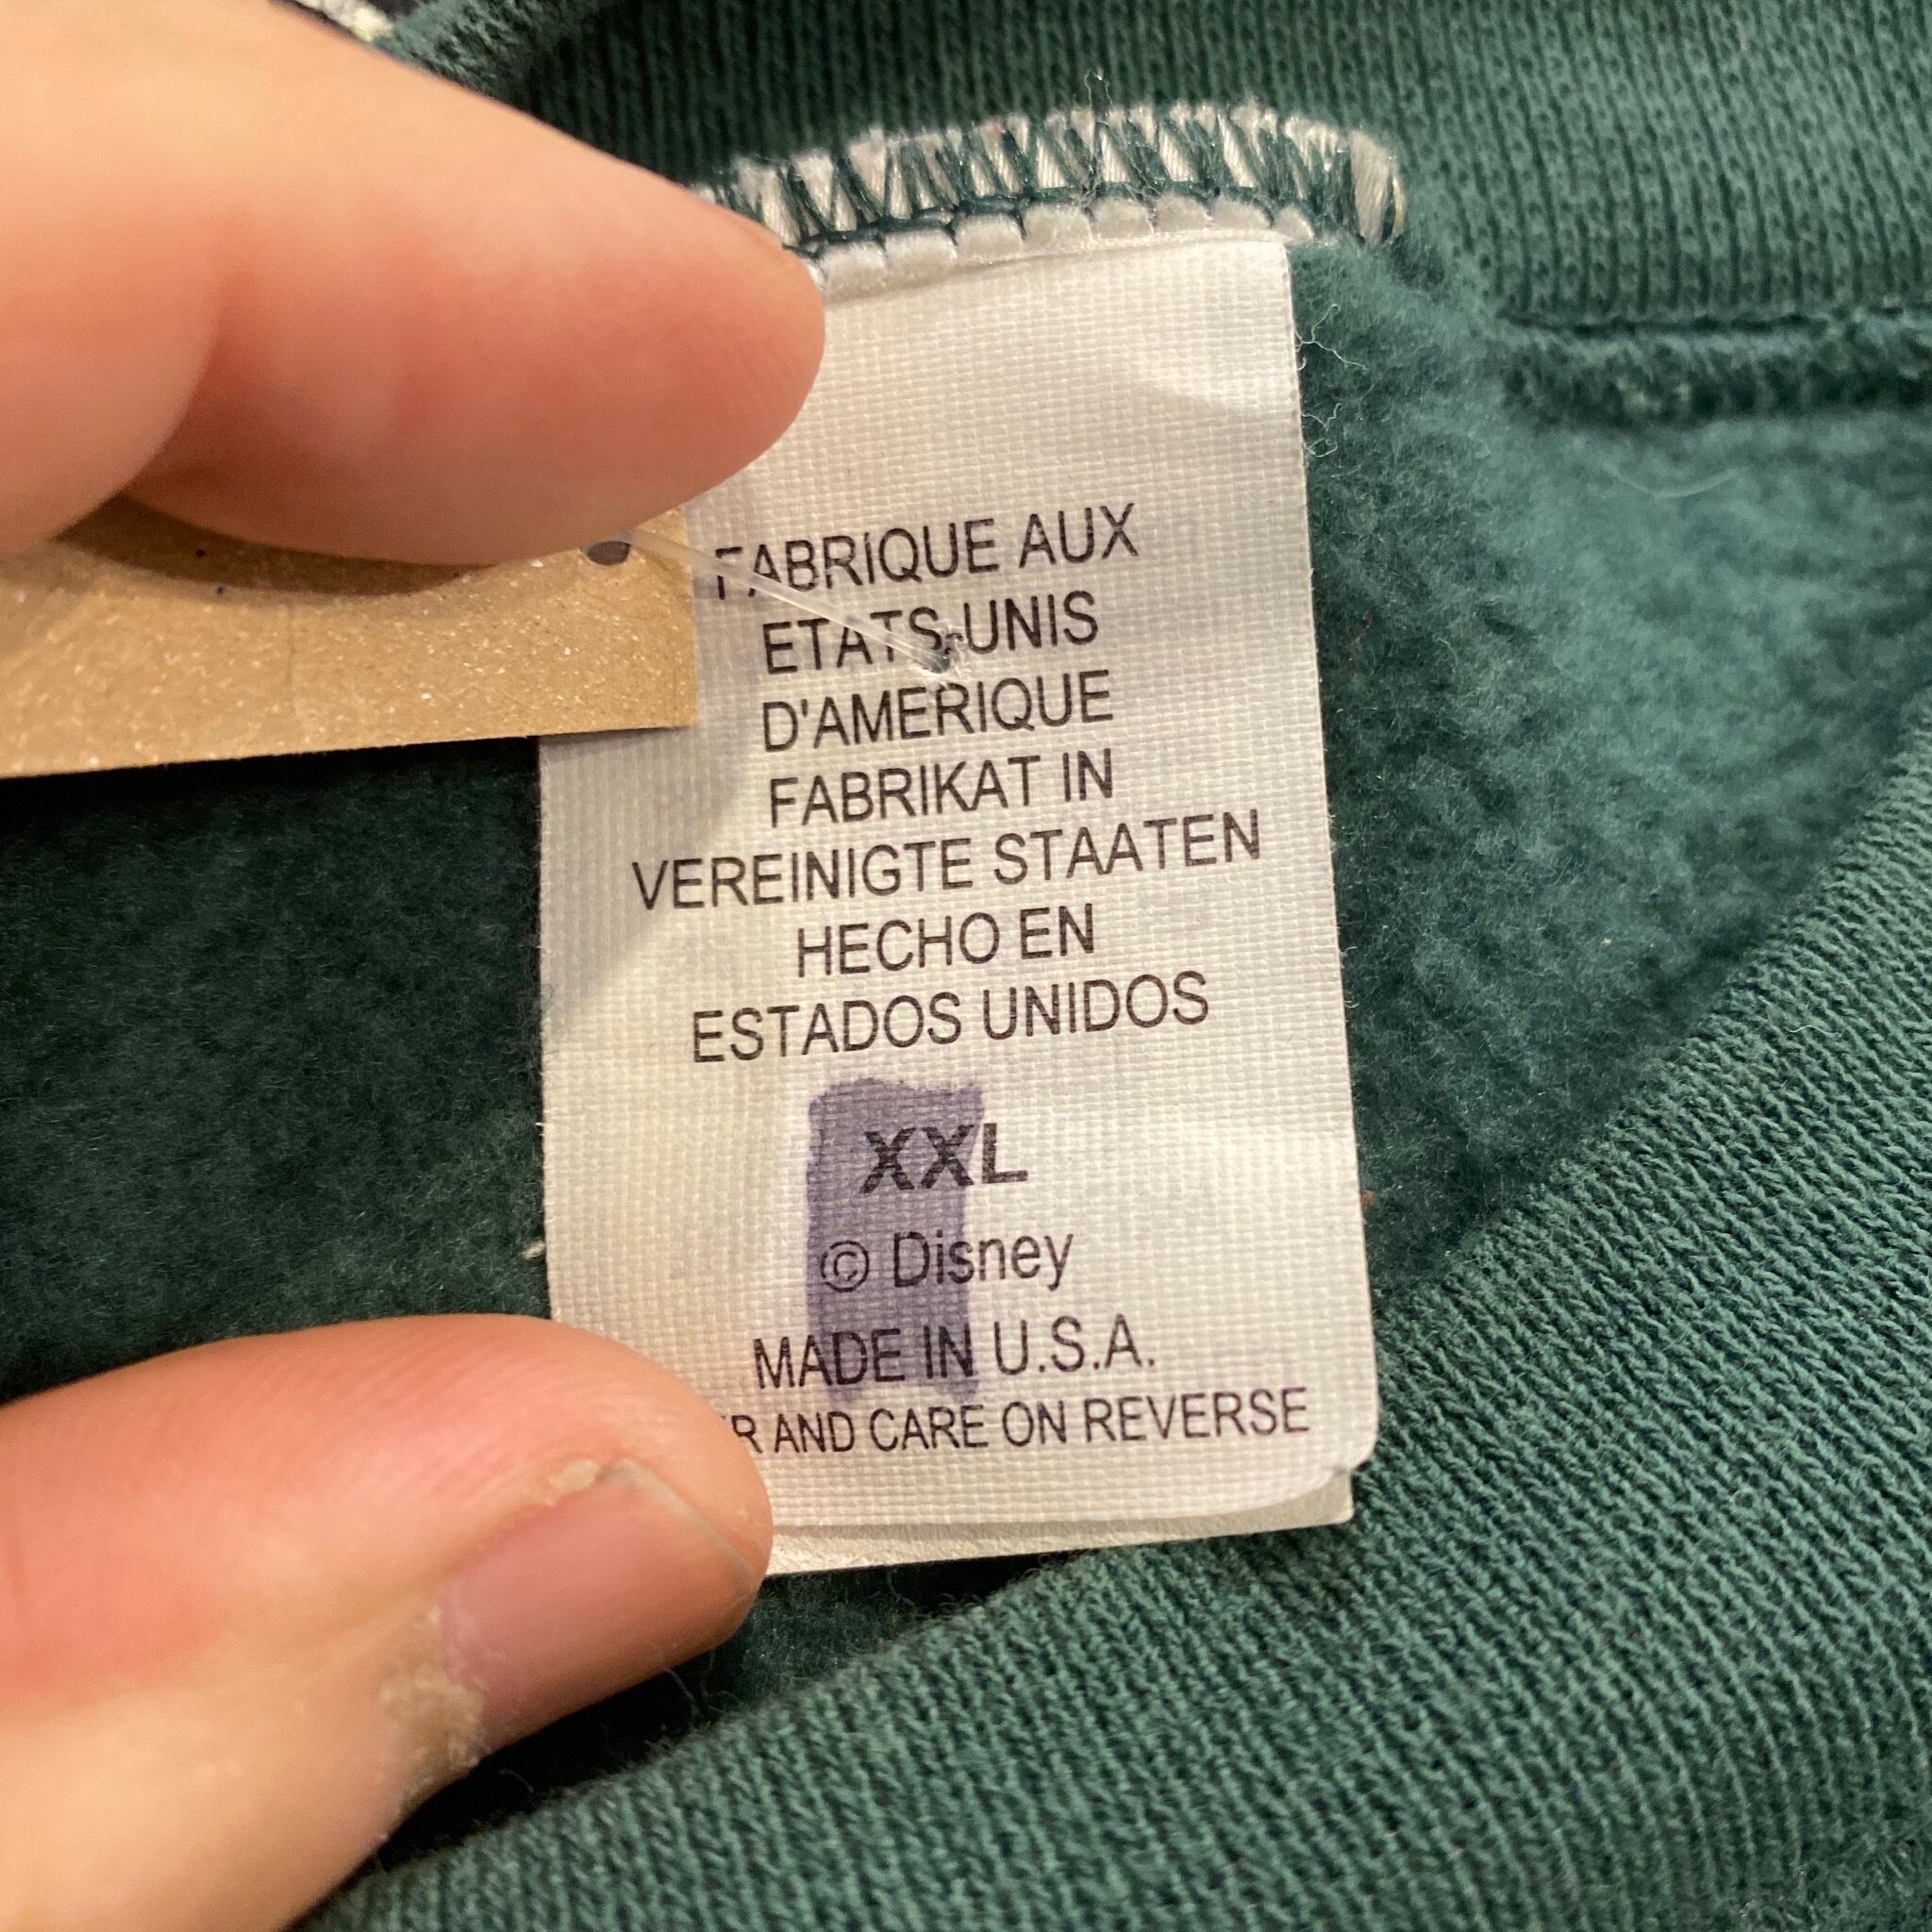 FABRIQUE AUX
ETATS-UNIS
D'AMERIQUE
FABRIKAT IN
VEREINIGTE STAATEN
HECHO EN
ESTADOS UNIDOS
XXL
© Disney
MADE IN U.S.A.
AND CARE ON REVERSE